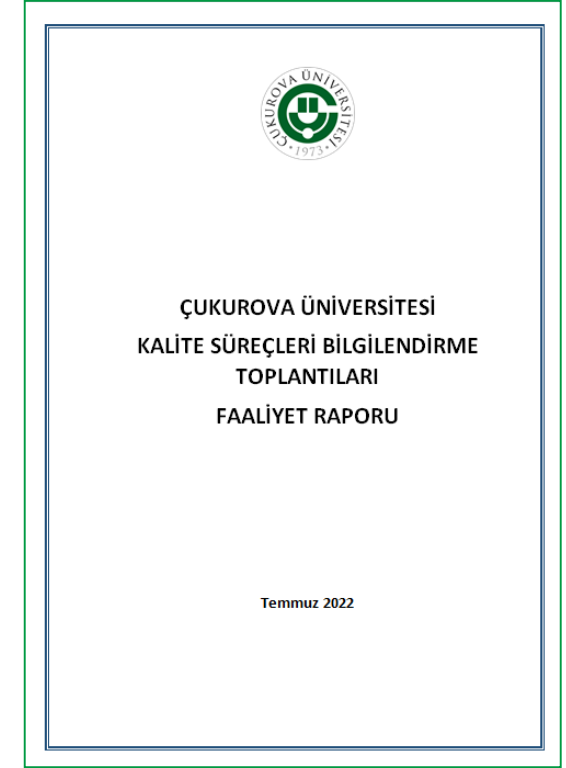 ÇUKUROVA ÜNİVERSİTESİ
·1973·
ÇUKUROVA ÜNİVERSİTESİ
KALİTE SÜREÇLERİ BİLGİLENDİRME
TOPLANTILARI
FAALİYET RAPORU
Temmuz 2022